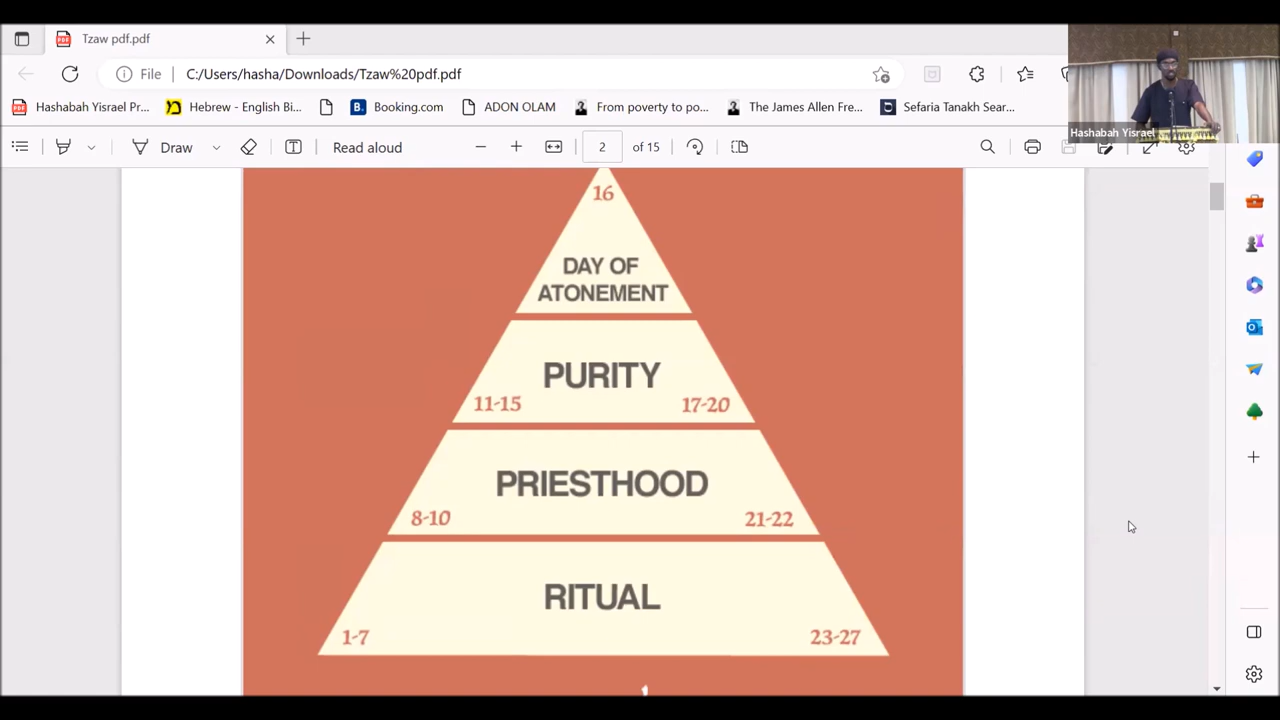 Tzaw pdf.pdf
File C:/Users/hasha/Downloads/Tzaw%20pdf.pdf
Hashabah Yisrael Pr... Hebrew - English Bi... Booking.com ADON OLAM From poverty to po... The James Allen Fre... Sefaria Tanakh Sear...
Hashabah Yisrael
Draw Read aloud 2 of 15
16
DAY OF
ATONEMENT
PURITY
11-15 17-20
PRIESTHOOD
8-10 21-22
RITUAL
1-7 23-27